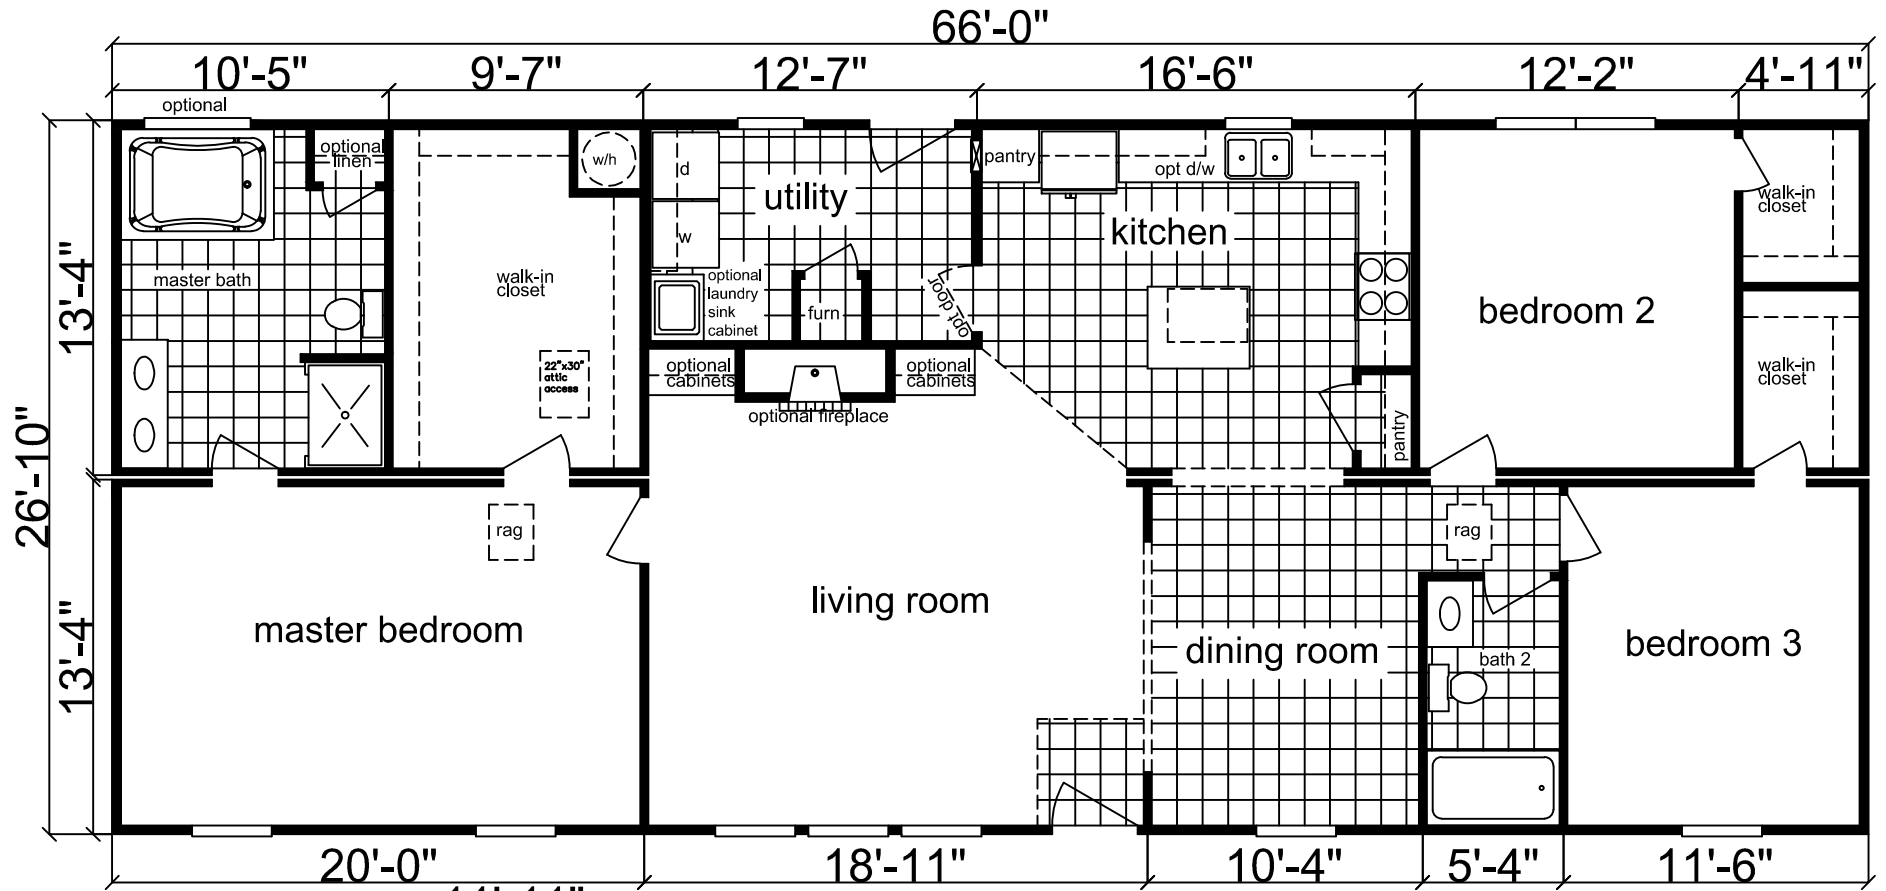 66'-0"
10'-5"
9'-7"
12'-7"
16'-6"
12'-2"
4'-11"
optional
optional
linen
w/h
d
utility
pantry
opt d/w
walk-in
closet
kitchen
w
master bath
walk-in
closet
optional
laundry
sink
cabinet
furn
opt door
bedroom 2
13'-4"
22"x30"
attic
access
optional
cabinets
optional
cabinets
optional fireplace
walk-in
closet
pantry
26'-10"
rag
rag
13'-4"
master bedroom
living room
dining room
bath 2
bedroom 3
20'-0"
18'-11"
10'-4"
5'-4"
11'-6"